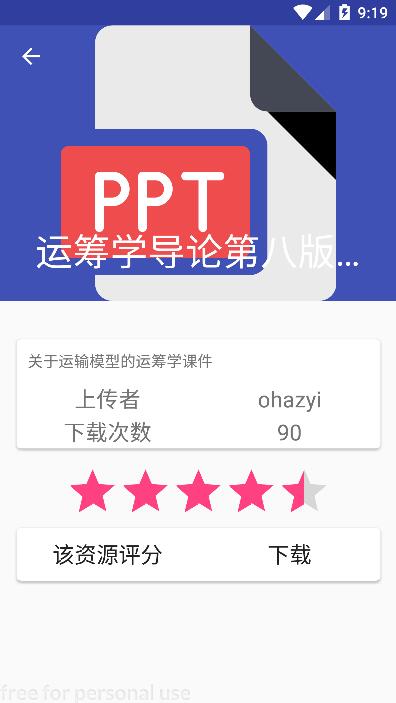 9:19
PPT
运筹学导论第八版...
关于运输模型的运筹学课件
上传者 ohazyi
下载次数 90
该资源评分 下载
free for personal use